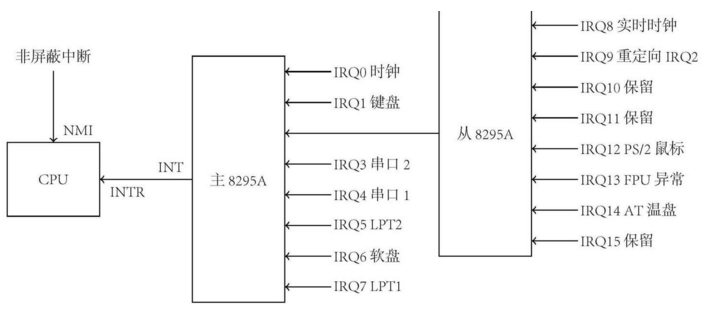 非屏蔽中断
NMI
CPU
INTR
INT
主 8295A
IRQ0 时钟
IRQ1 键盘
IRQ3 串口 2
IRQ4 串口 1
IRQ5 LPT2
IRQ6 软盘
IRQ7 LPT1
从 8295A
IRQ8 实时时钟
IRQ9 重定向 IRQ2
IRQ10 保留
IRQ11 保留
IRQ12 PS/2 鼠标
IRQ13 FPU 异常
IRQ14 AT 温盘
IRQ15 保留